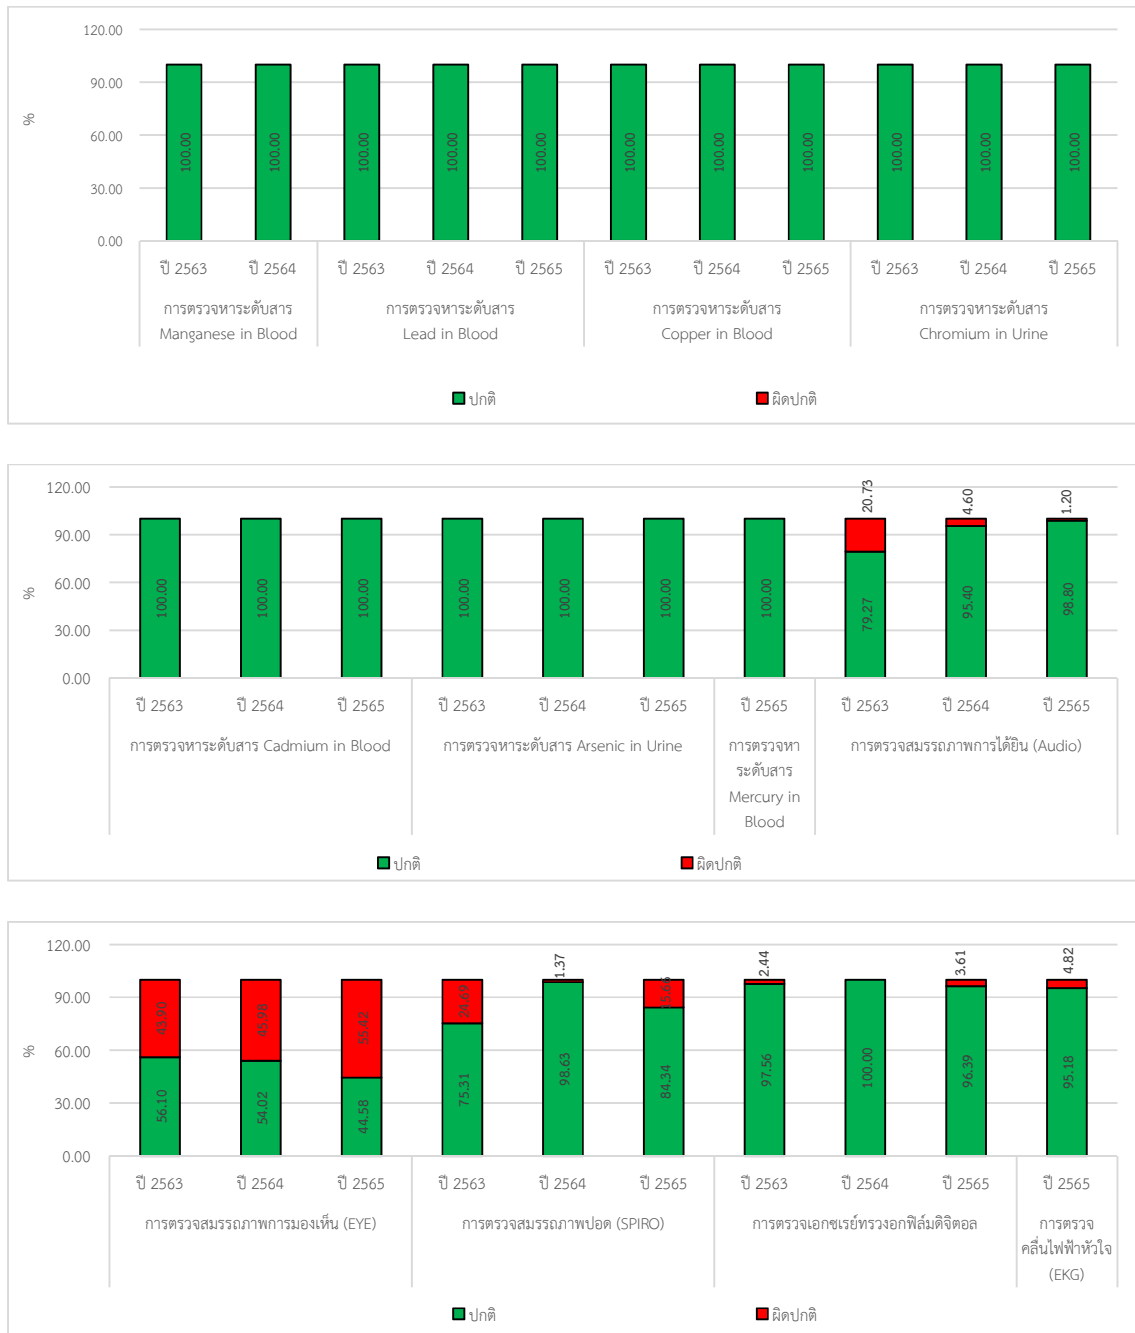 120.00
90.00
60.00
30.00
0.00
%
100.00 100.00 100.00 100.00 100.00 100.00 100.00 100.00 100.00 100.00 100.00
ปี 2563 ปี 2564 ปี 2563 ปี 2564 ปี 2565 ปี 2563 ปี 2564 ปี 2565 ปี 2563 ปี 2564 ปี 2565
การตรวจหาระดับสาร การตรวจหาระดับสาร การตรวจหาระดับสาร การตรวจหาระดับสาร
Manganese in Blood Lead in Blood Copper in Blood Chromium in Urine
ปกติ ผิดปกติ
120.00
90.00
60.00
30.00
0.00
%
20.73 4.60 1.20
100.00 100.00 100.00 100.00 100.00 100.00 100.00 79.27 95.40 98.80
ปี 2563 ปี 2564 ปี 2565 ปี 2563 ปี 2564 ปี 2565 ปี 2565 ปี 2563 ปี 2564 ปี 2565
การตรวจหาระดับสาร Cadmium in Blood การตรวจหาระดับสาร Arsenic in Urine การตรวจหา การตรวจสมรรถภาพการได้ยิน (Audio)
ระดับสาร
Mercury in
Blood
ปกติ ผิดปกติ
120.00
90.00
60.00
30.00
0.00
%
43.90 45.98 55.42 24.69 1.37 15.66 2.44 3.61 4.82
56.10 54.02 44.58 75.31 98.63 84.34 97.56 100.00 96.39 95.18
ปี 2563 ปี 2564 ปี 2565 ปี 2563 ปี 2564 ปี 2565 ปี 2563 ปี 2564 ปี 2565 ปี 2565
การตรวจสมรรถภาพการมองเห็น (EYE) การตรวจสมรรถภาพปอด (SPIRO) การตรวจเอกซเรย์ทรวงอกฟิล์มดิจิตอล การตรวจ
คลื่นไฟฟ้าหัวใจ
(EKG)
ปกติ ผิดปกติ